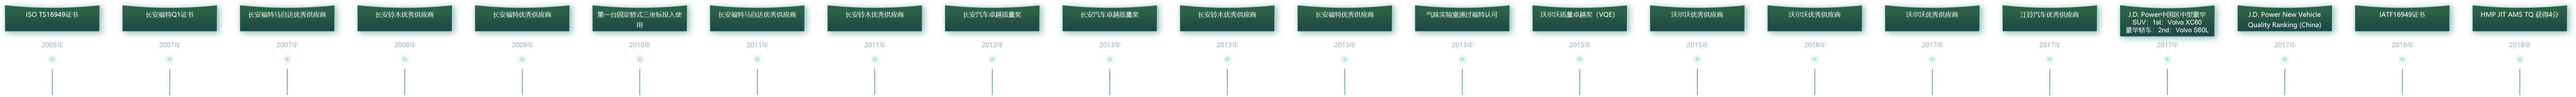 ISO TS16949证书
2005年
长安福特Q1证书
2007年
长安福特马自达优秀供应商
2007年
长安铃木优秀供应商
2008年
长安福特优秀供应商
2009年
第一台固定桥式三坐标投入使
用
2010年
长安福特马自达优秀供应商
2011年
长安铃木优秀供应商
2011年
长安汽车卓越质量奖
2012年
长安汽车卓越质量奖
2013年
长安铃木优秀供应商
2013年
长安福特优秀供应商
2013年
气味实验室通过福特认可
2013年
沃尔沃质量卓越奖（VQE)
2015年
沃尔沃优秀供应商
2015年
沃尔沃优秀供应商
2016年
沃尔沃优秀供应商
2017年
江铃汽车优秀供应商
2017年
J.D. Power中国区中型豪华
SUV：1st：Volvo XC60
豪华轿车：2nd：Volvo S60L
2017年
J.D. Power New Vehicle
Quality Ranking (China)
2017年
IATF16949证书
2018年
HMP JIT AMS TQ 获得4分
2018年